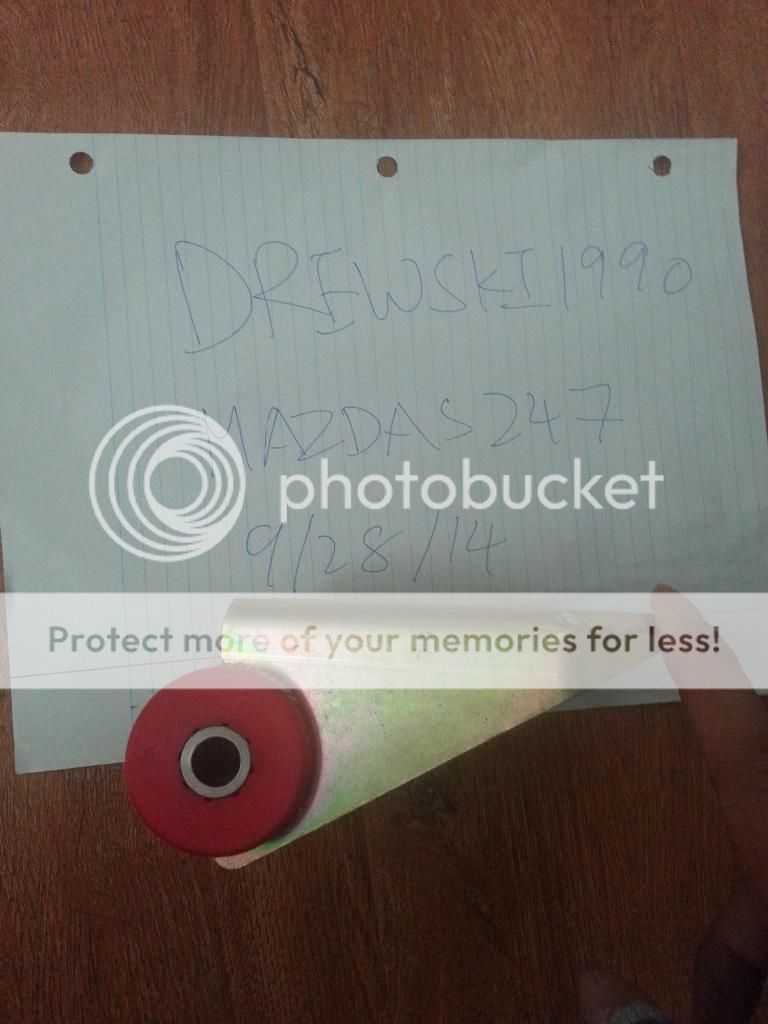 DREWSKI1990
MAZDAS247
photobucket
9/28/14
Protect more of your memories for less!